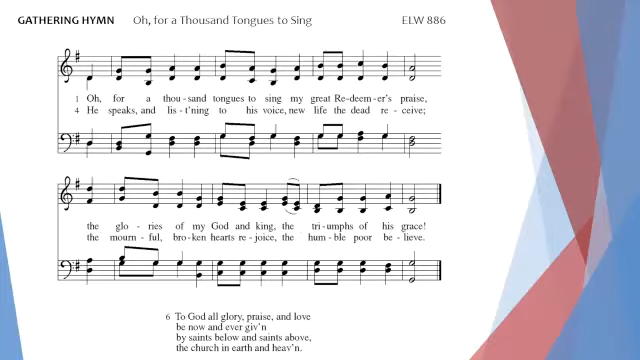 GATHERING HYMN Oh, for a Thousand Tongues to Sing ELW 886
1 Oh, for a thou - sand tongues to sing my great Re-deem-er's praise,
4 He speaks, and lis - t'ning to his voice, new life the dead re - ceive;
the glo - ries of my God and king, the tri-umphs of his grace!
the mourn - ful, bro-ken hearts re-joice, the hum-ble poor be - lieve.
6 To God all glory, praise, and love
be now and ever giv'n
by saints below and saints above,
the church in earth and heav'n.